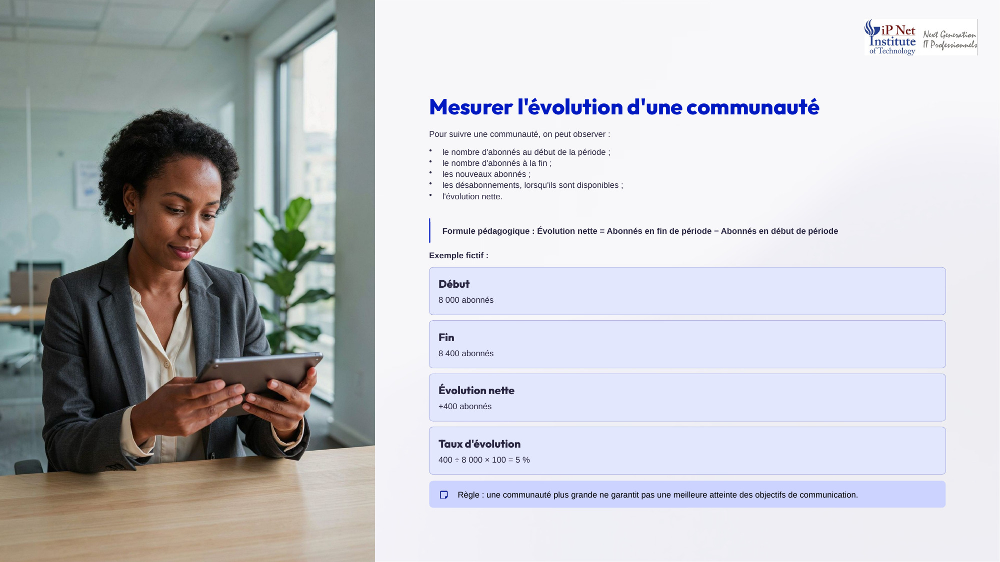 iP Net
Institute
of Technology
Next Generation
IT Professionnels
Mesurer l'évolution d'une communauté
Pour suivre une communauté, on peut observer :
• le nombre d'abonnés au début de la période ;
• le nombre d'abonnés à la fin ;
• les nouveaux abonnés ;
• les désabonnements, lorsqu'ils sont disponibles ;
• l'évolution nette.
Formule pédagogique : Évolution nette = Abonnés en fin de période − Abonnés en début de période
Exemple fictif :
Début
8 000 abonnés
Fin
8 400 abonnés
Évolution nette
+400 abonnés
Taux d'évolution
400 ÷ 8 000 × 100 = 5 %
Règle : une communauté plus grande ne garantit pas une meilleure atteinte des objectifs de communication.